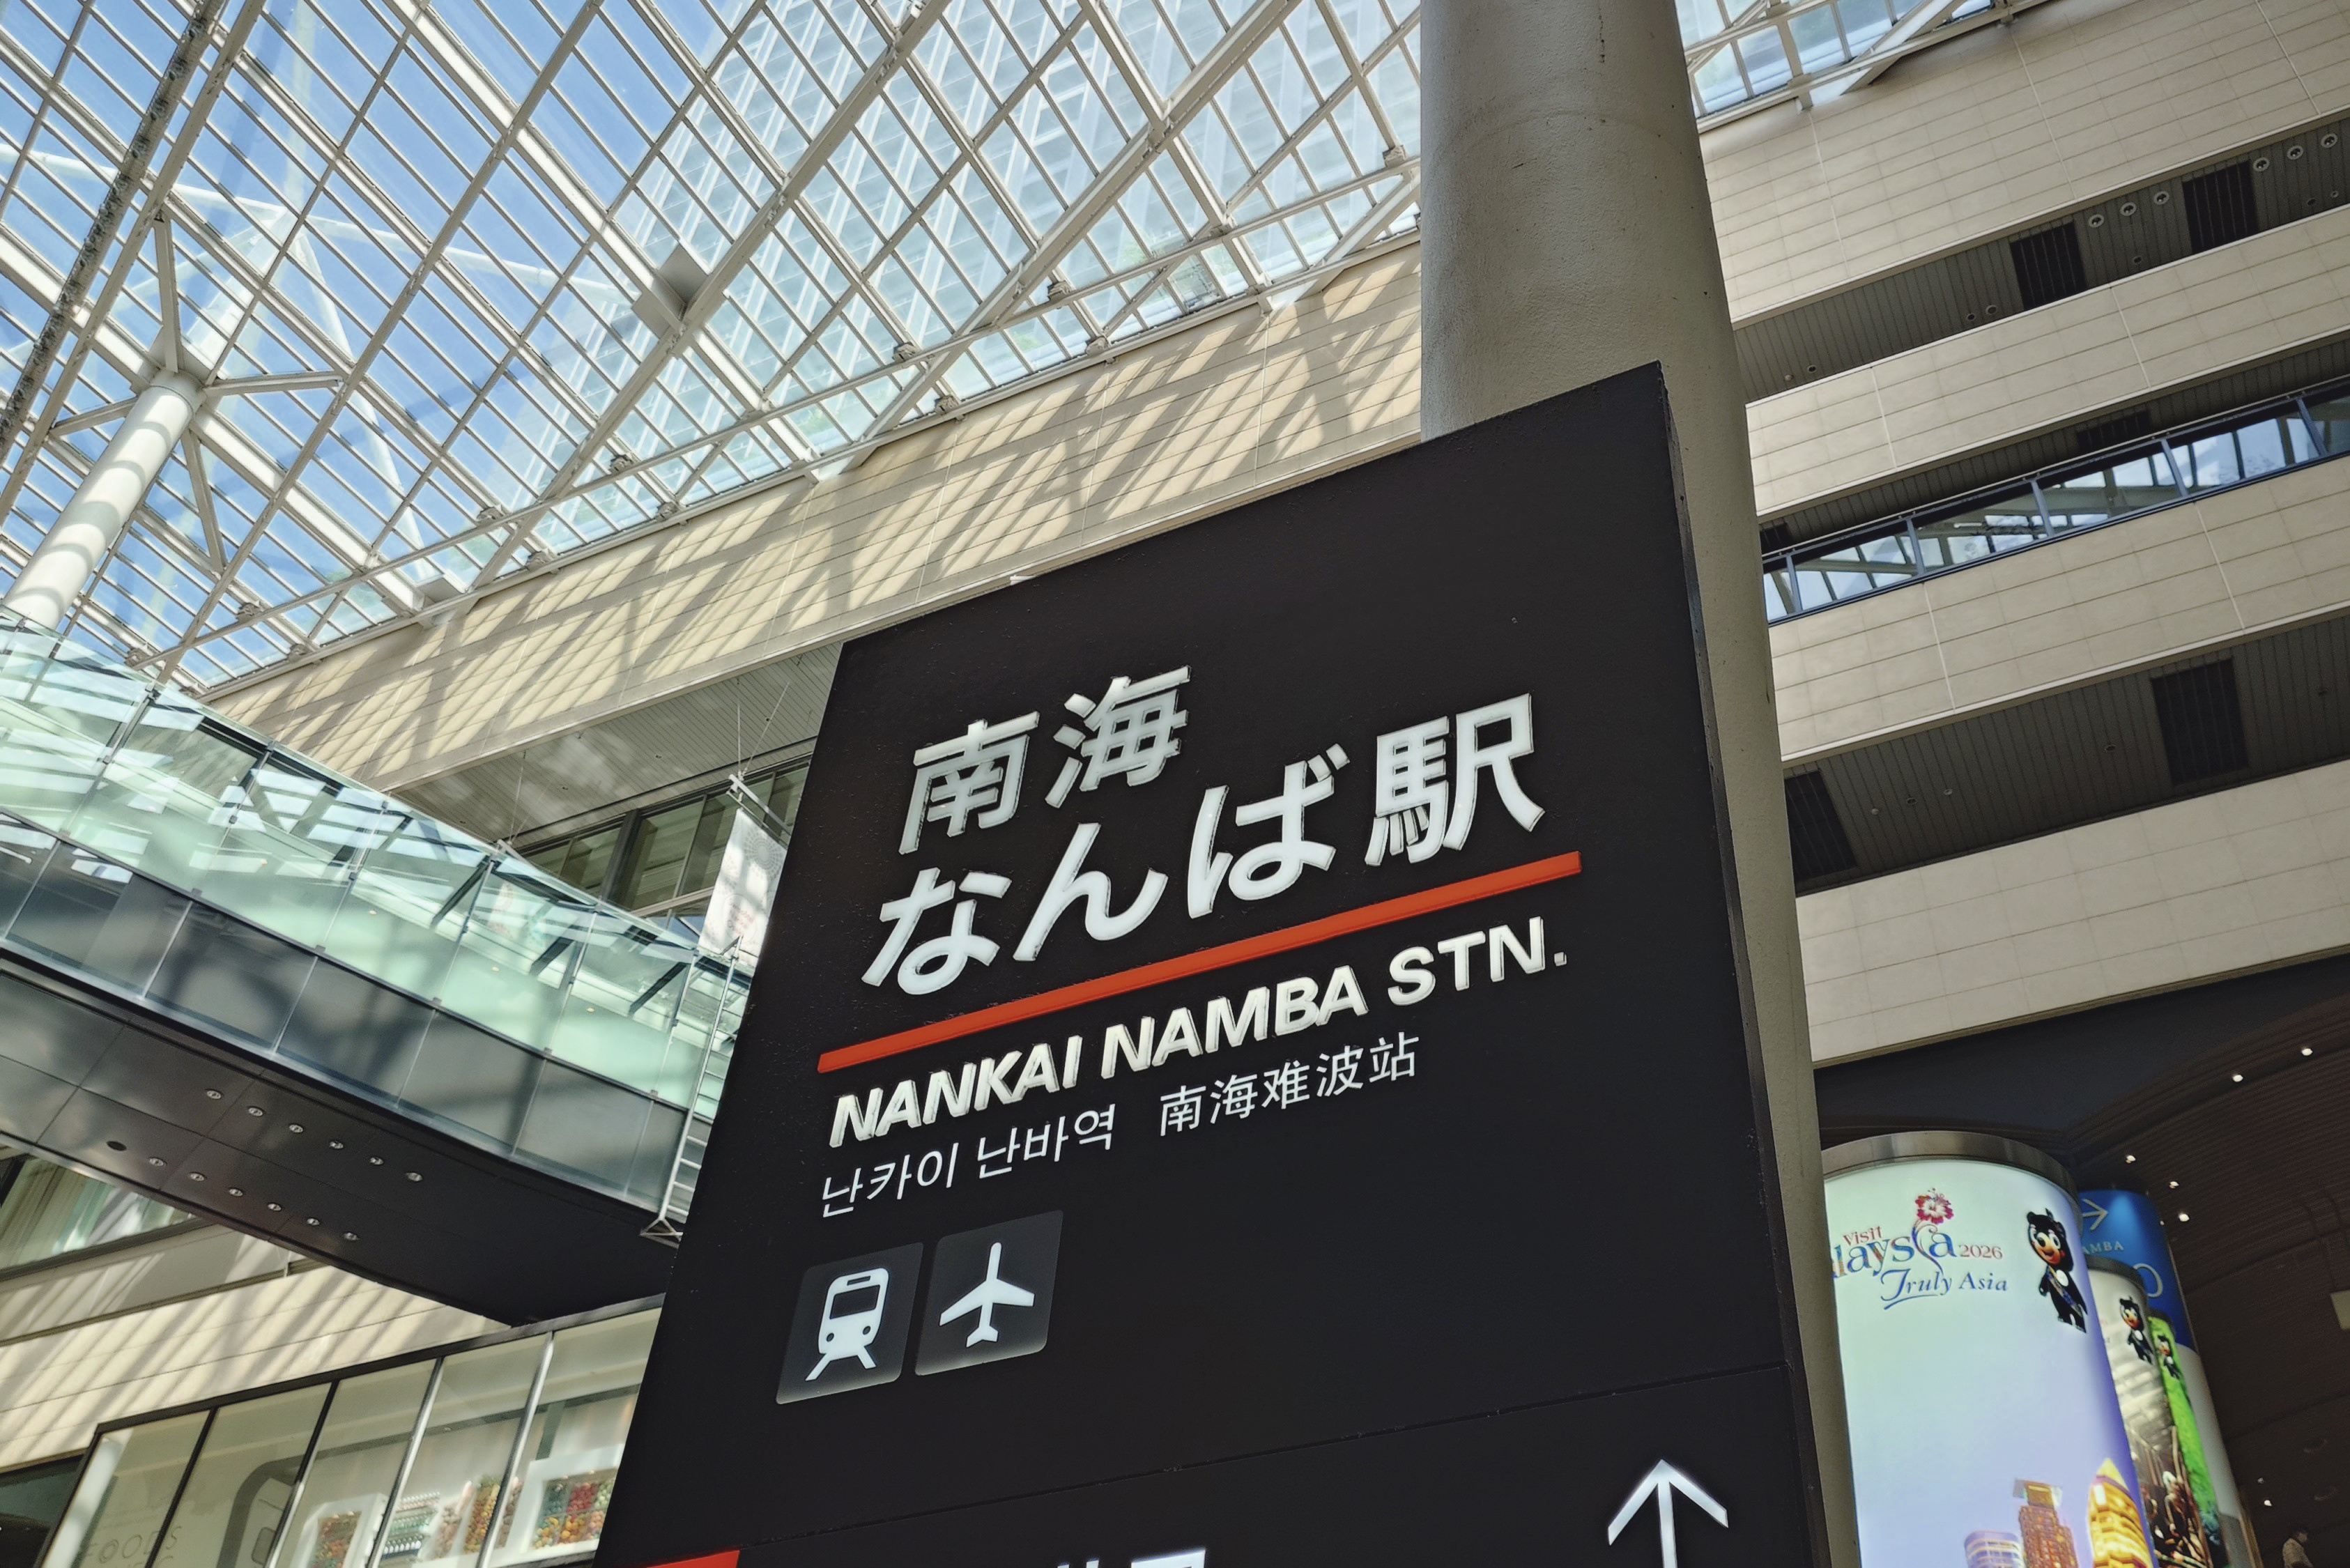 南海
なんば駅
NANKAI NAMBA STN.
난카이 난바역 南海难波站
visit
2026
Truly Asia